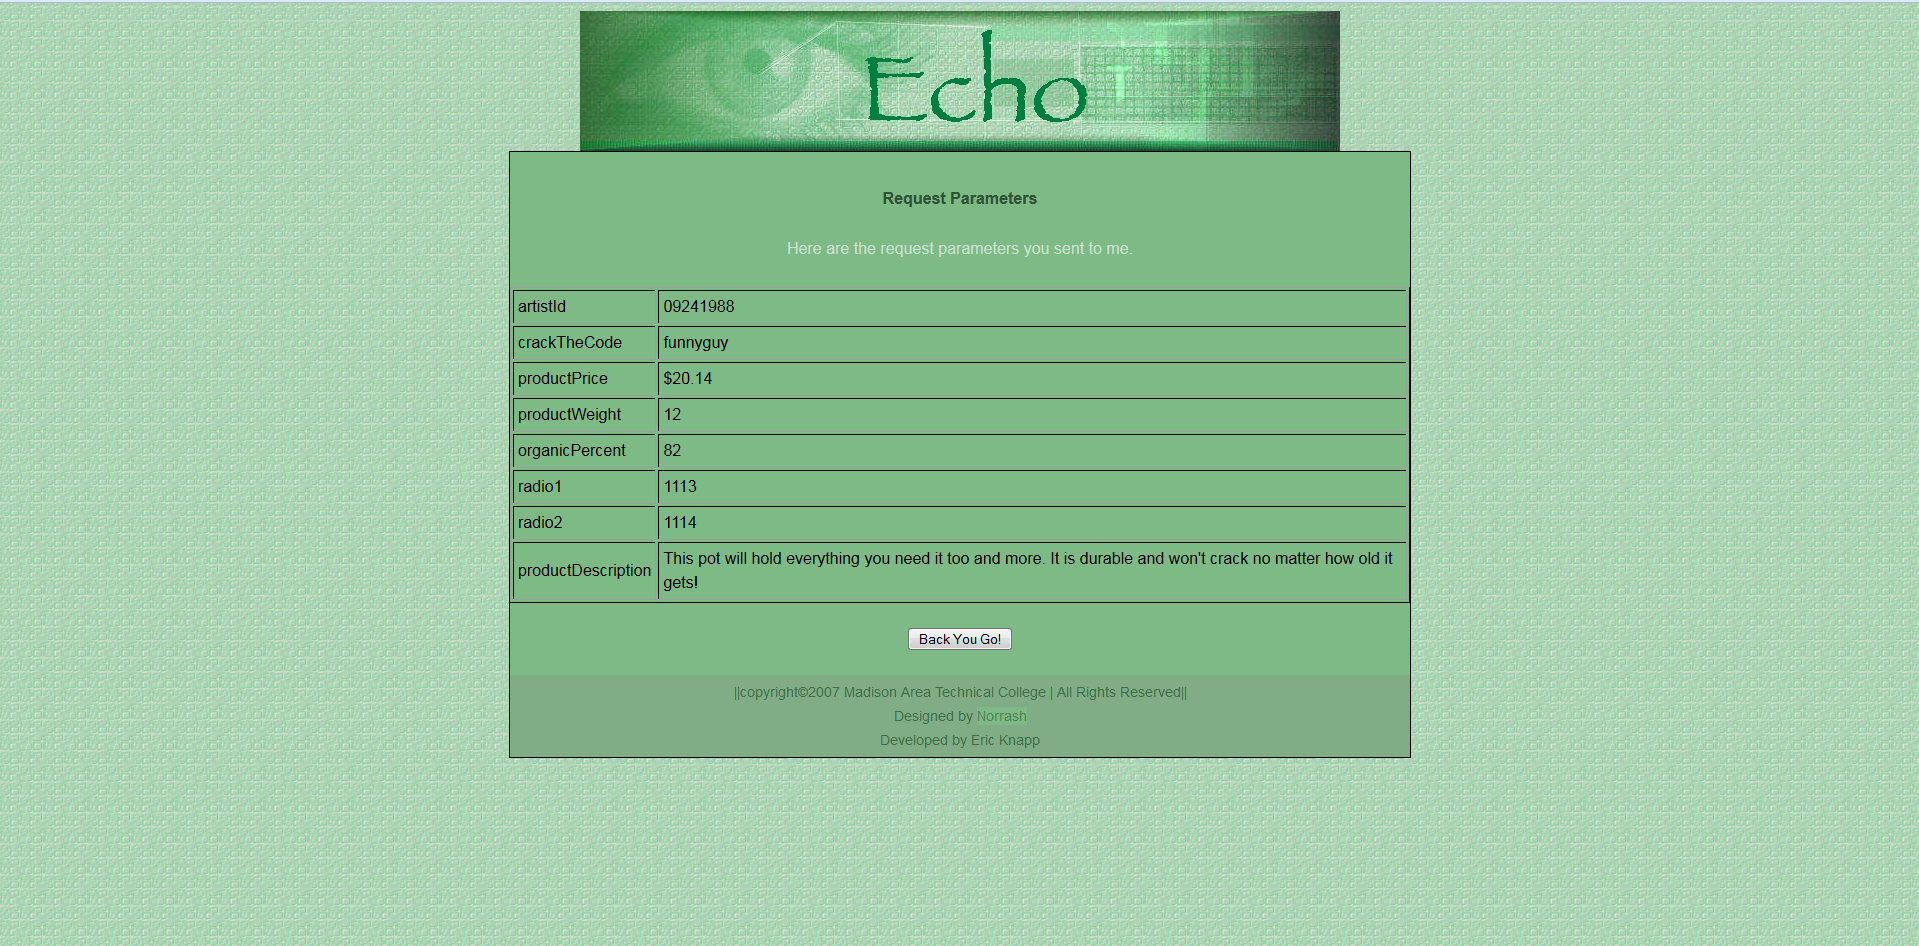 Echo
Request Parameters
Here are the request parameters you sent to me.
artistId 09241988
crackTheCode funnyguy
productPrice $20.14
productWeight 12
organicPercent 82
radio1 1113
radio2 1114
productDescription This pot will hold everything you need it too and more. It is durable and won't crack no matter how old it
gets!
Back You Go!
||copyright©2007 Madison Area Technical College | All Rights Reserved||
Designed by Norrash
Developed by Eric Knapp